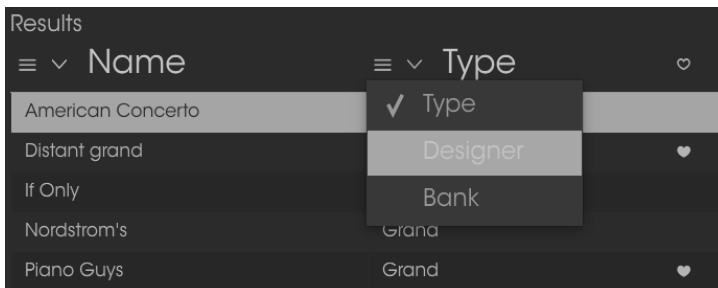 Results
Name Type
American Concerto Type
Distant grand Designer
If Only Bank
Nordstrom's Grand
Piano Guys Grand